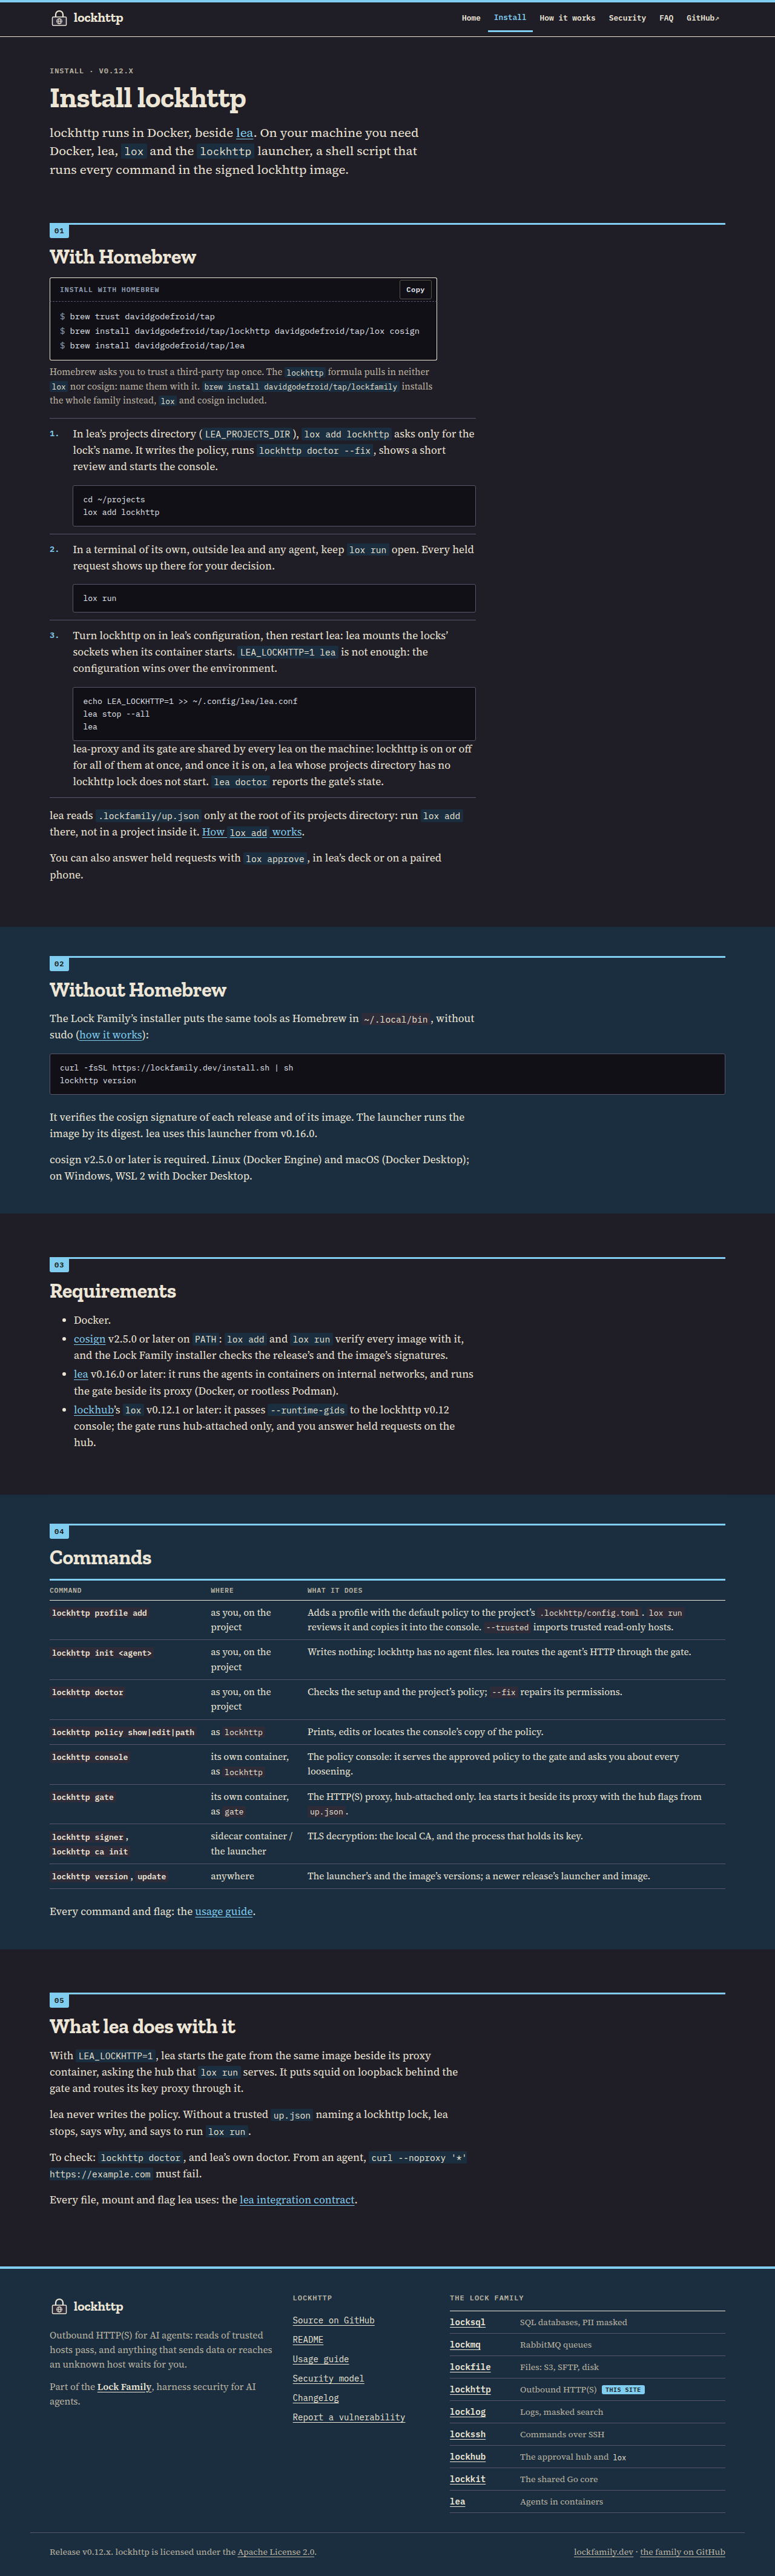 lockhttp
Home Install How it works Security FAQ GitHub↗
INSTALL · V0.12.X
Install lockhttp
lockhttp runs in Docker, beside lea. On your machine you need
Docker, lea, lox and the lockhttp launcher, a shell script that
runs every command in the signed lockhttp image.
01
With Homebrew
INSTALL WITH HOMEBREW
Copy
$ brew trust davidgodefroid/tap
$ brew install davidgodefroid/tap/lockhttp davidgodefroid/tap/lox cosign
$ brew install davidgodefroid/tap/lea
Homebrew asks you to trust a third-party tap once. The lockhttp formula pulls in neither
lox nor cosign: name them with it. brew install davidgodefroid/tap/lockfamily installs
the whole family instead, lox and cosign included.
1. In lea’s projects directory (LEA_PROJECTS_DIR), lox add lockhttp asks only for the
lock’s name. It writes the policy, runs lockhttp doctor --fix, shows a short
review and starts the console.
cd ~/projects
lox add lockhttp
2. In a terminal of its own, outside lea and any agent, keep lox run open. Every held
request shows up there for your decision.
lox run
3. Turn lockhttp on in lea’s configuration, then restart lea: lea mounts the locks’
sockets when its container starts. LEA_LOCKHTTP=1 lea is not enough: the
configuration wins over the environment.
echo LEA_LOCKHTTP=1 >> ~/.config/lea/lea.conf
lea stop --all
lea
lea-proxy and its gate are shared by every lea on the machine: lockhttp is on or off
for all of them at once, and once it is on, a lea whose projects directory has no
lockhttp lock does not start. lea doctor reports the gate’s state.
lea reads .lockfamily/up.json only at the root of its projects directory: run lox add
there, not in a project inside it. How lox add works.
You can also answer held requests with lox approve, in lea’s deck or on a paired
phone.
02
Without Homebrew
The Lock Family’s installer puts the same tools as Homebrew in ~/.local/bin, without
sudo (how it works):
curl -fsSL https://lockfamily.dev/install.sh | sh
lockhttp version
It verifies the cosign signature of each release and of its image. The launcher runs the
image by its digest. lea uses this launcher from v0.16.0.
cosign v2.5.0 or later is required. Linux (Docker Engine) and macOS (Docker Desktop);
on Windows, WSL 2 with Docker Desktop.
03
Requirements
• Docker.
• cosign v2.5.0 or later on PATH: lox add and lox run verify every image with it,
and the Lock Family installer checks the release’s and the image’s signatures.
• lea v0.16.0 or later: it runs the agents in containers on internal networks, and runs
the gate beside its proxy (Docker, or rootless Podman).
• lockhub’s lox v0.12.1 or later: it passes --runtime-gids to the lockhttp v0.12
console; the gate runs hub-attached only, and you answer held requests on the
hub.
04
Commands
COMMAND WHERE WHAT IT DOES
lockhttp profile add as you, on the project Adds a profile with the default policy to the project’s .lockhttp/config.toml. lox run
reviews it and copies it into the console. --trusted imports trusted read-only hosts.
lockhttp init <agent> as you, on the project Writes nothing: lockhttp has no agent files. lea routes the agent’s HTTP through the gate.
lockhttp doctor as you, on the project Checks the setup and the project’s policy; --fix repairs its permissions.
lockhttp policy show|edit|path as lockhttp Prints, edits or locates the console’s copy of the policy.
lockhttp console its own container, as lockhttp The policy console: it serves the approved policy to the gate and asks you about every
loosening.
lockhttp gate its own container, as gate The HTTP(S) proxy, hub-attached only. lea starts it beside its proxy with the hub flags from
up.json.
lockhttp signer, lockhttp ca init sidecar container / the launcher TLS decryption: the local CA, and the process that holds its key.
lockhttp version, update anywhere The launcher’s and the image’s versions; a newer release’s launcher and image.
Every command and flag: the usage guide.
05
What lea does with it
With LEA_LOCKHTTP=1, lea starts the gate from the same image beside its proxy
container, asking the hub that lox run serves. It puts squid on loopback behind the
gate and routes its key proxy through it.
lea never writes the policy. Without a trusted up.json naming a lockhttp lock, lea
stops, says why, and says to run lox run.
To check: lockhttp doctor, and lea’s own doctor. From an agent, curl --noproxy '*'
https://example.com must fail.
Every file, mount and flag lea uses: the lea integration contract.
lockhttp
Outbound HTTP(S) for AI agents: reads of trusted
hosts pass, and anything that sends data or reaches
an unknown host waits for you.
Part of the Lock Family, harness security for AI
agents.
LOCKHTTP
Source on GitHub
README
Usage guide
Security model
Changelog
Report a vulnerability
THE LOCK FAMILY
locksql SQL databases, PII masked
lockmq RabbitMQ queues
lockfile Files: S3, SFTP, disk
lockhttp Outbound HTTP(S) THIS SITE
locklog Logs, masked search
lockssh Commands over SSH
lockhub The approval hub and lox
lockkit The shared Go core
lea Agents in containers
Release v0.12.x. lockhttp is licensed under the Apache License 2.0.
lockfamily.dev · the family on GitHub